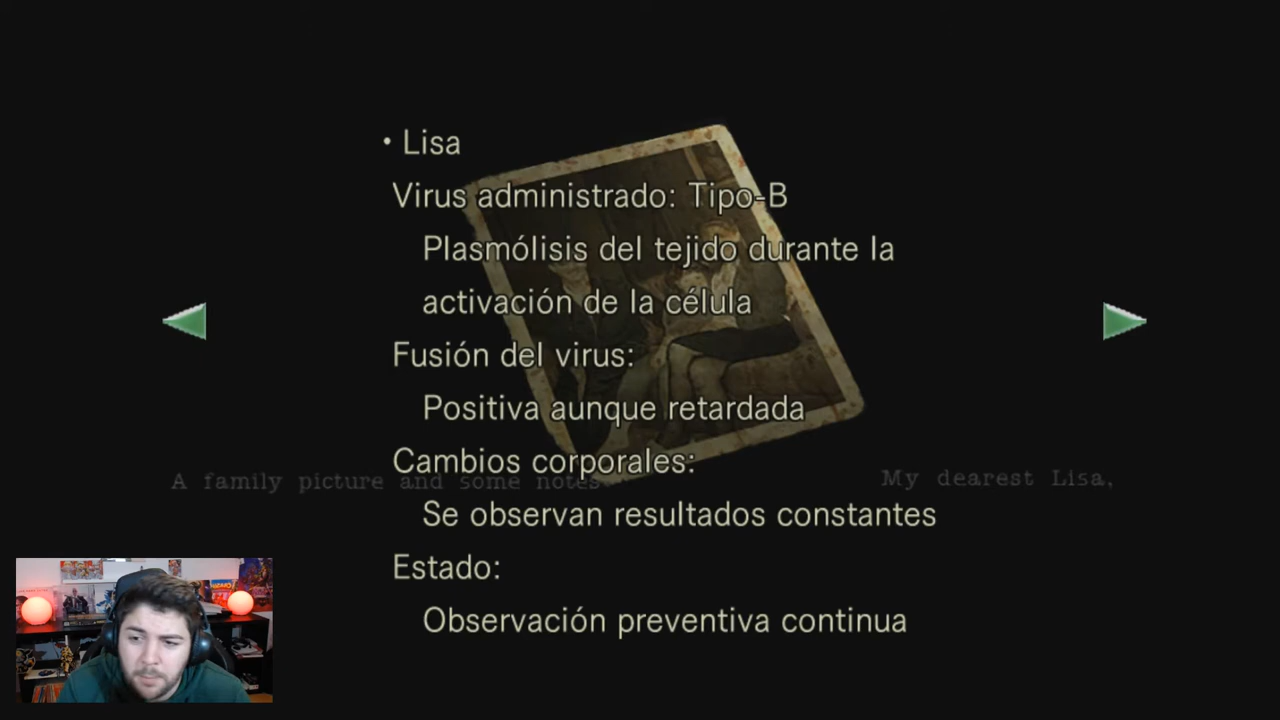 • Lisa
Virus administrado: Tipo-B
Plasmólisis del tejido durante la
activación de la célula
Fusión del virus:
Positiva aunque retardada
Cambios corporales:
A family picture and some notes
My dearest Lisa,
Se observan resultados constantes
Estado:
Observación preventiva continua